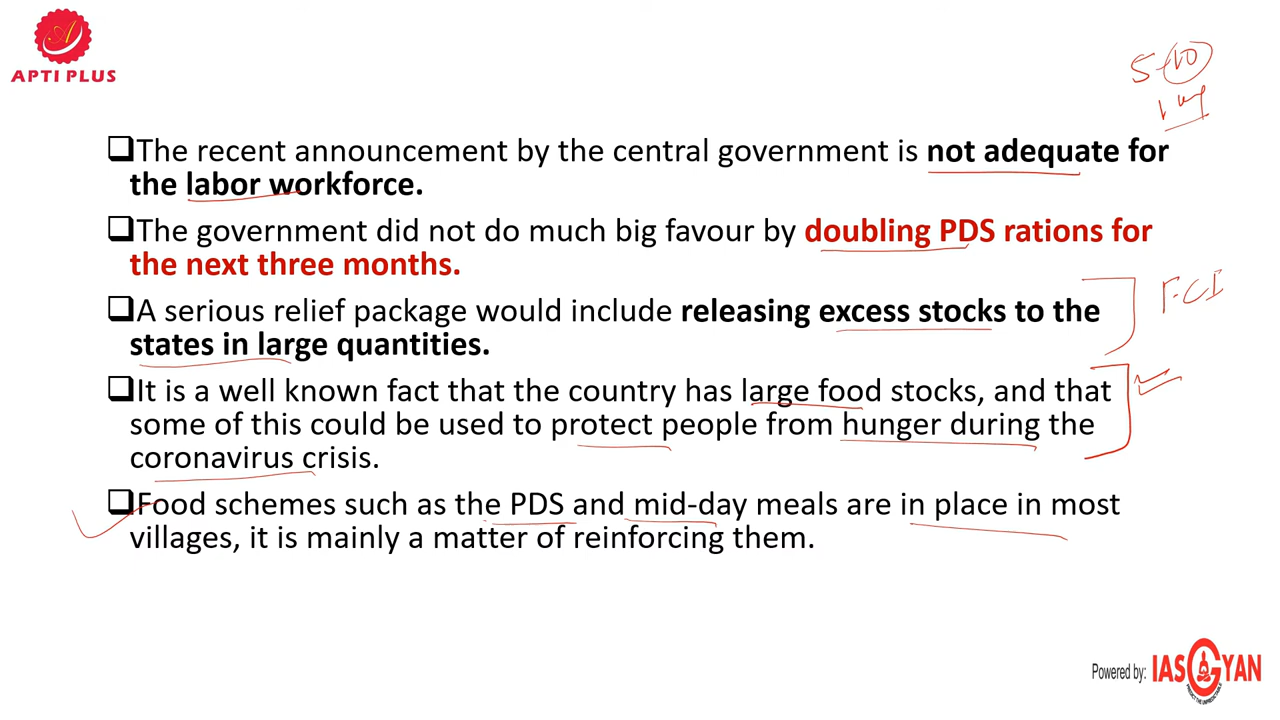 APTI PLUS
5 10
1 kg
❑The recent announcement by the central government is not adequate for
the labor workforce.
❑The government did not do much big favour by doubling PDS rations for
the next three months.
❑A serious relief package would include releasing excess stocks to the
states in large quantities.
FCI
❑It is a well known fact that the country has large food stocks, and that
some of this could be used to protect people from hunger during the
coronavirus crisis.
❑Food schemes such as the PDS and mid-day meals are in place in most
villages, it is mainly a matter of reinforcing them.
Powered by: IAS GYAN